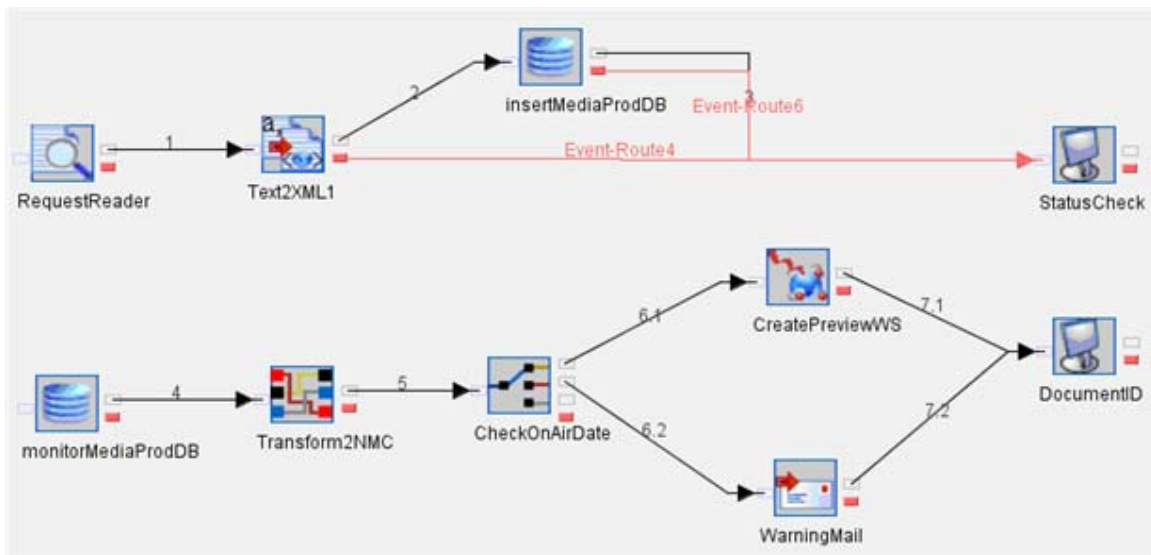 2
insertMediaProdDB
3
Event-Route6
a,
1
Event-Route4
RequestReader
Text2XML1
StatusCheck
6.1
CreatePreviewWS
7.1
4
5
DocumentID
monitorMediaProdDB
Transform2NMC
CheckOnAirDate
6.2
7.2
WarningMail